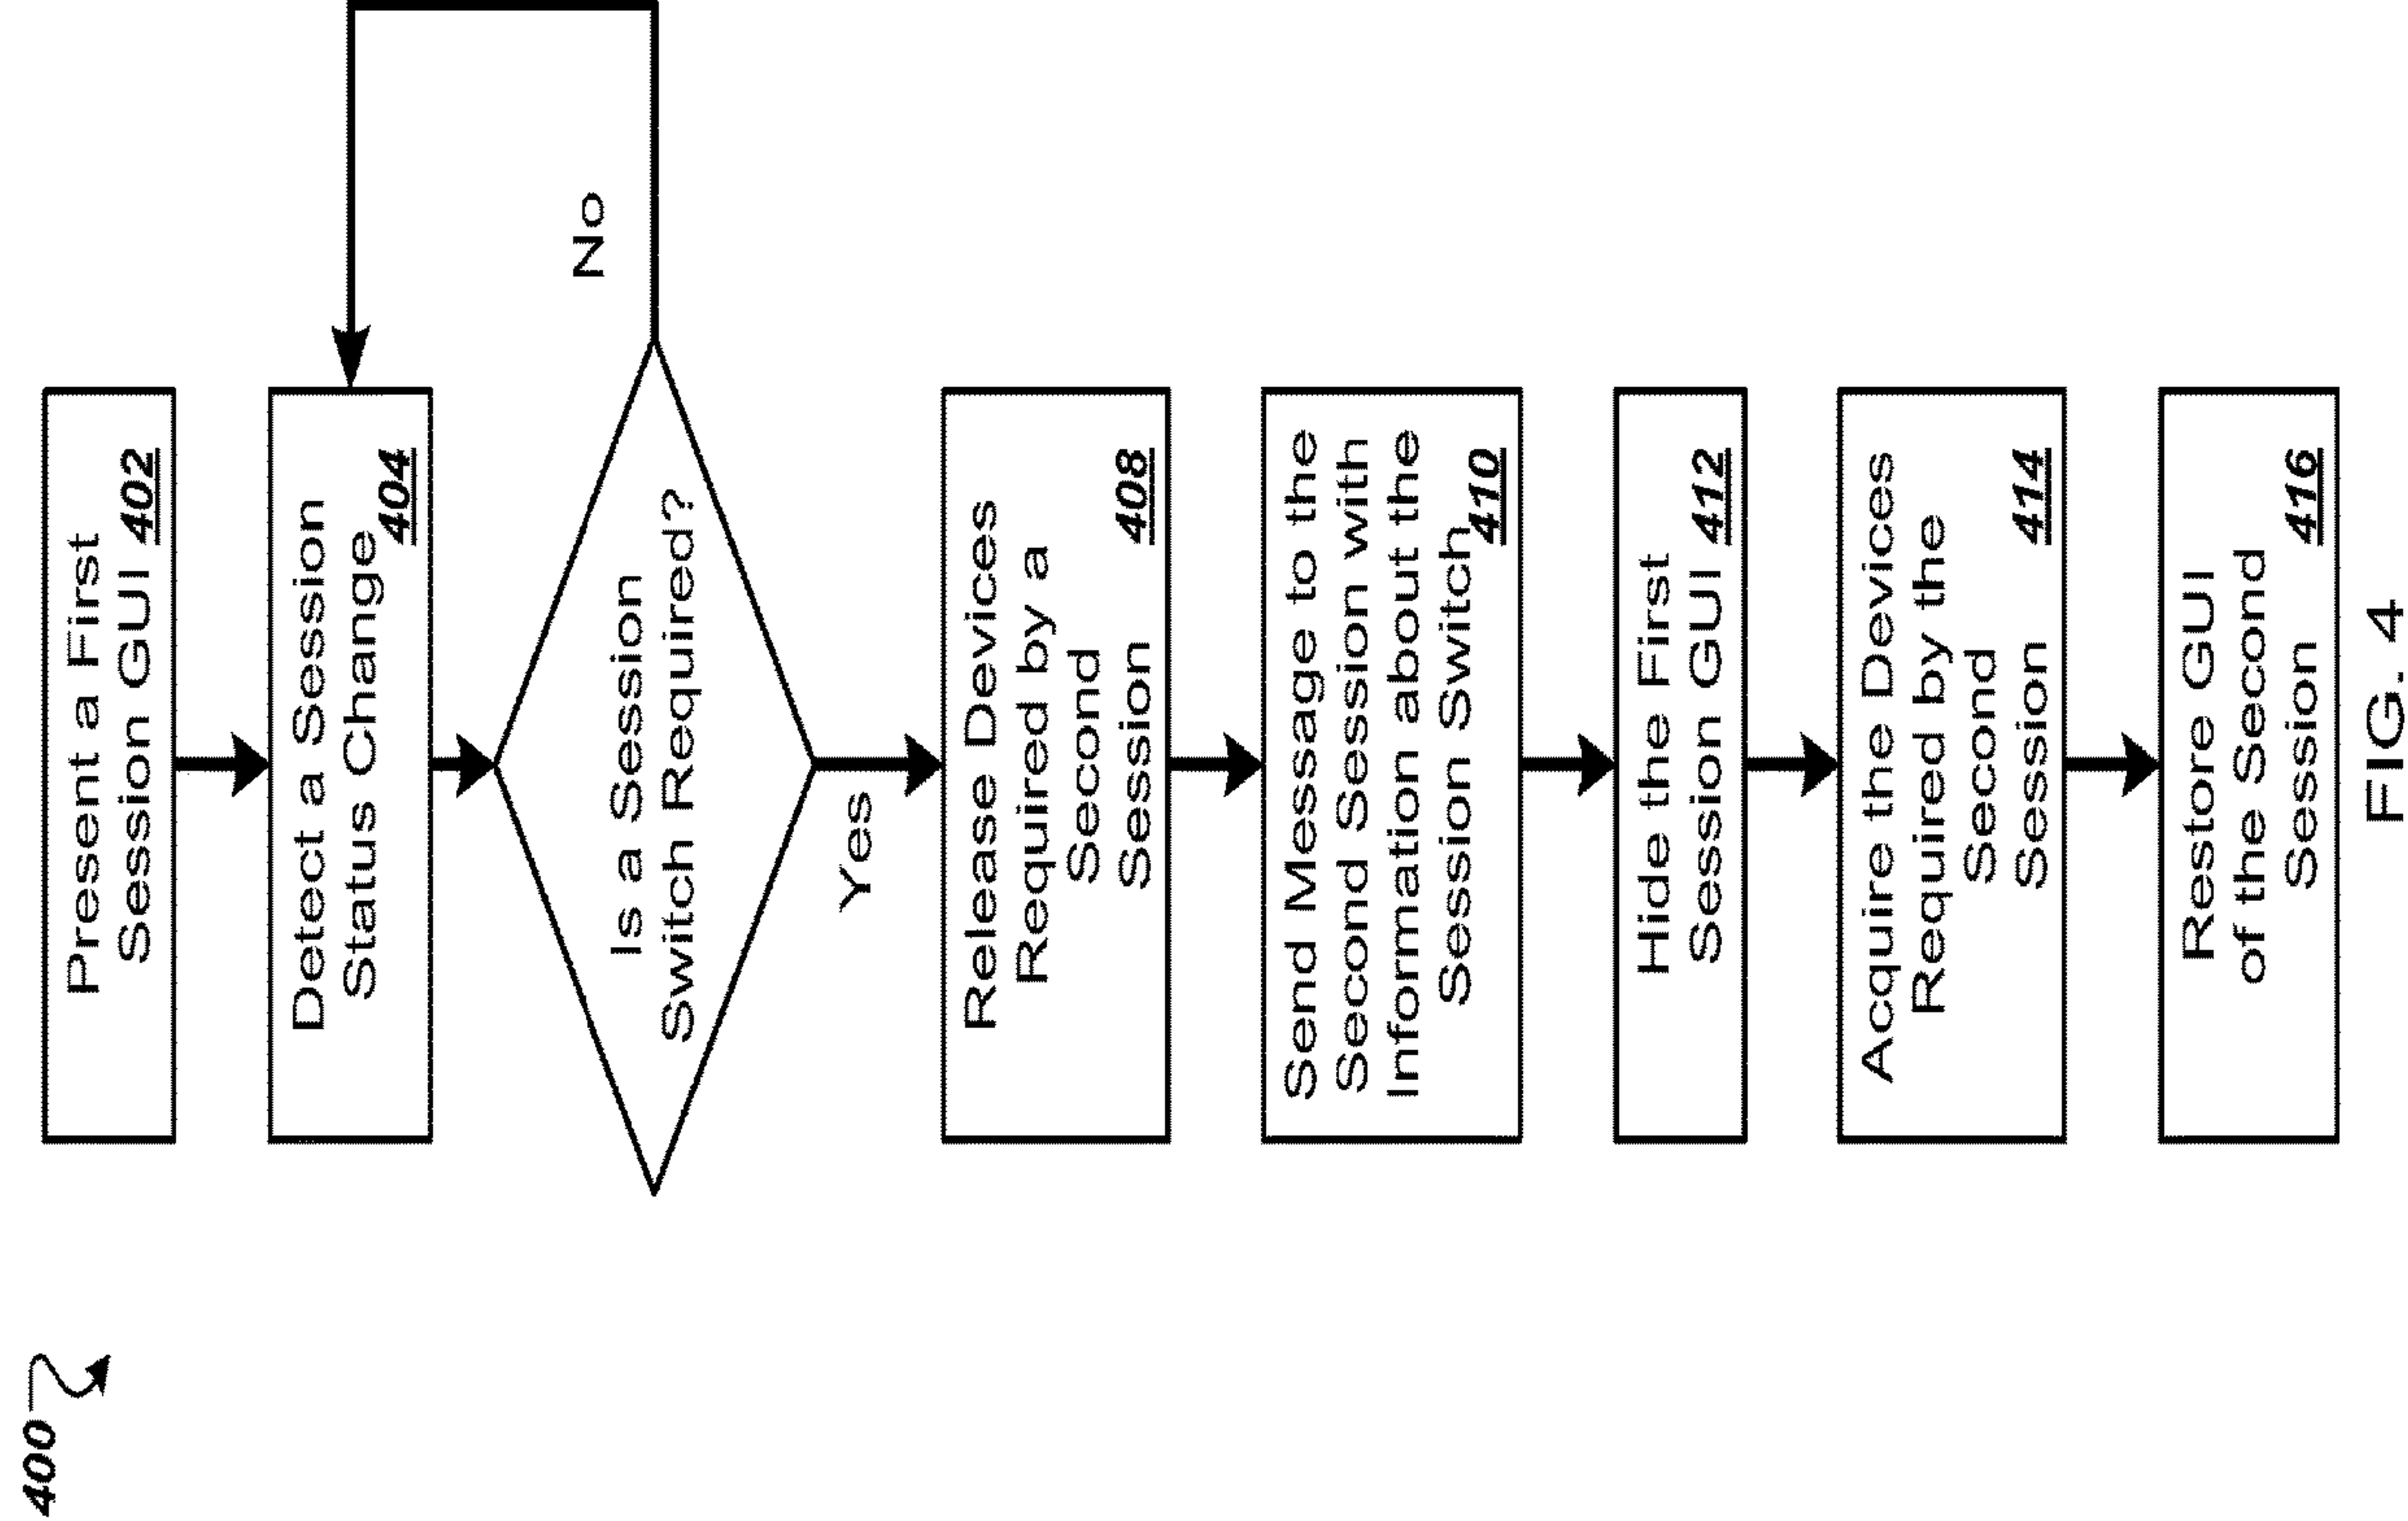 400
Present a First
Session GUI 402
Detect a Session
Status Change
404
Is a Session
Switch Required?
No
Yes
Release Devices
Required by a
Second
Session 408
Send Message to the
Second Session with
Information about the
Session Switch
410
Hide the First
Session GUI 412
Acquire the Devices
Required by the
Second
Session 414
Restore GUI
of the Second
Session 416
FIG. 4